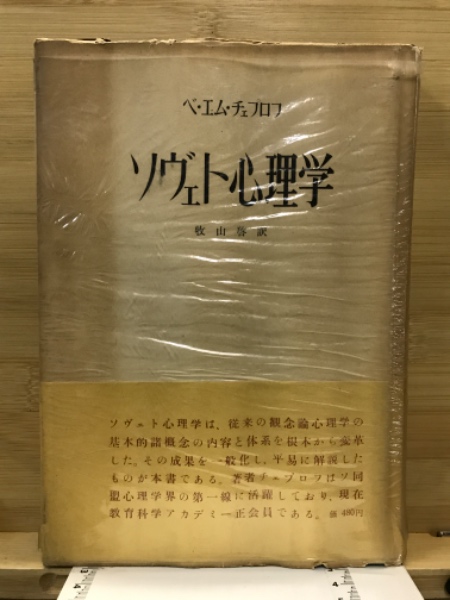 ベ・エム・チェプロフ
ソヴェト心理学
牧山啓訳
ソヴェト心理学は、従来の観念論心理学の
基本的諸概念の内容と体系を根本から変革
した。その成果を一般化し、平易に解説した
ものが本書である。著者チェプロフはソ同
盟心理学界の第一線に活躍しており、現在
教育科学アカデミー正会員である。価 480円